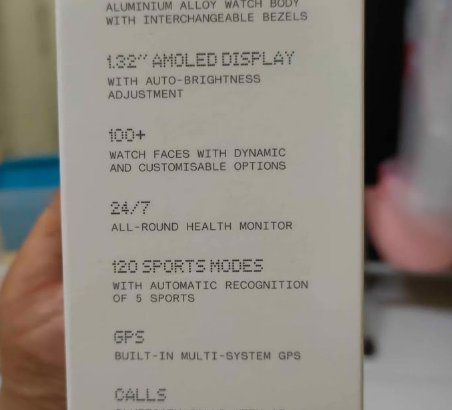 ALUMINIUM ALLOY WATCH BODY
WITH INTERCHANGEABLE BEZELS
1.32″ AMOLED DISPLAY
WITH AUTO-BRIGHTNESS
ADJUSTMENT
100+
WATCH FACES WITH DYNAMIC
AND CUSTOMISABLE OPTIONS
24/7
ALL-ROUND HEALTH MONITOR
120 SPORTS MODES
WITH AUTOMATIC RECOGNITION
OF 5 SPORTS
GPS
BUILT-IN MULTI-SYSTEM GPS
CALLS